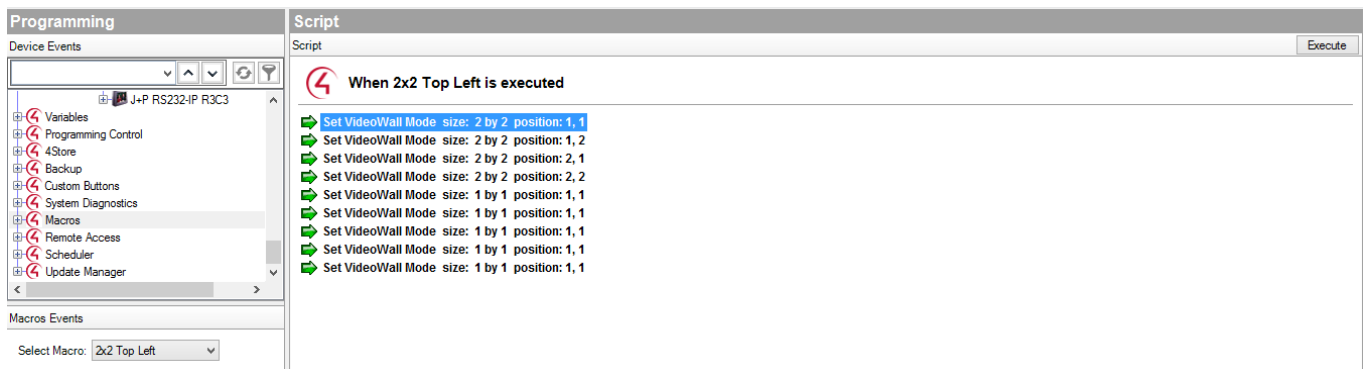 Programming
Device Events
J+P RS232-IP R3C3
Variables
Programming Control
4Store
Backup
Custom Buttons
System Diagnostics
Macros
Remote Access
Scheduler
Update Manager
Macros Events
Select Macro: 2x2 Top Left
Script
Script
Execute
When 2x2 Top Left is executed
Set VideoWall Mode size: 2 by 2 position: 1, 1
Set VideoWall Mode size: 2 by 2 position: 1, 2
Set VideoWall Mode size: 2 by 2 position: 2, 1
Set VideoWall Mode size: 2 by 2 position: 2, 2
Set VideoWall Mode size: 1 by 1 position: 1, 1
Set VideoWall Mode size: 1 by 1 position: 1, 1
Set VideoWall Mode size: 1 by 1 position: 1, 1
Set VideoWall Mode size: 1 by 1 position: 1, 1
Set VideoWall Mode size: 1 by 1 position: 1, 1